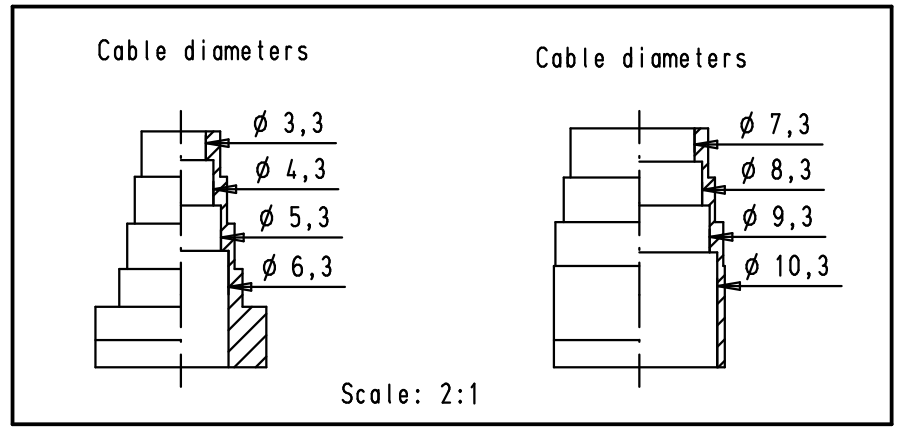 Cable diameters
Ø 3,3
Ø 4,3
Ø 5,3
Ø 6,3
Cable diameters
Ø 7,3
Ø 8,3
Ø 9,3
Ø 10,3
Scale: 2:1